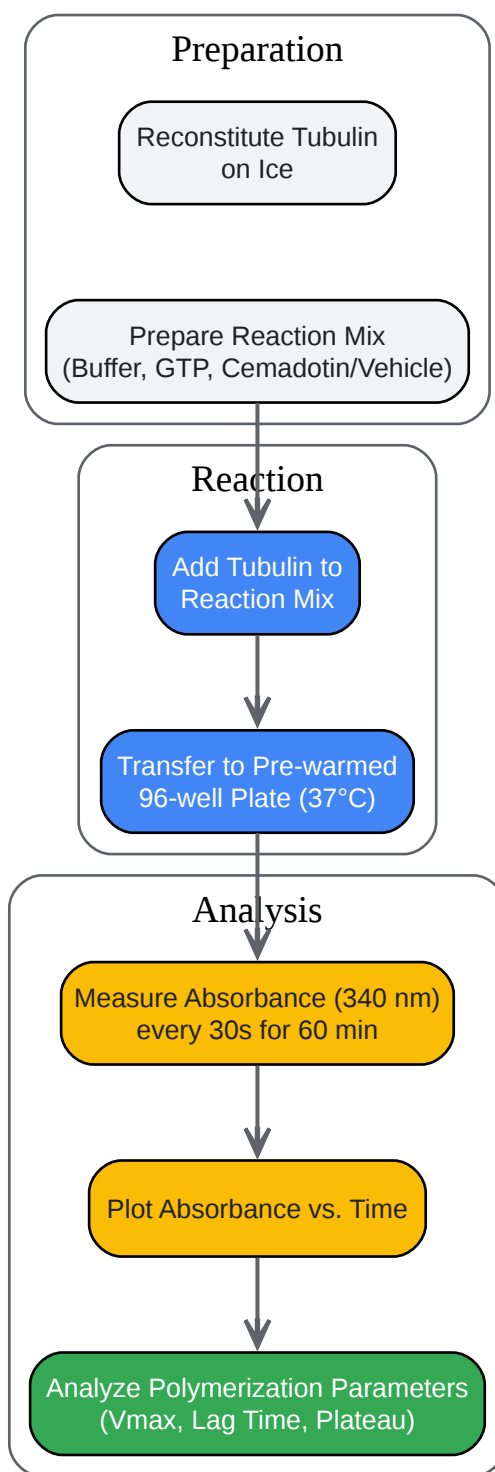 Preparation
Reconstitute Tubulin
on Ice
Prepare Reaction Mix
(Buffer, GTP, Cemadotin/Vehicle)
Reaction
Add Tubulin to
Reaction Mix
Transfer to Pre-warmed
96-well Plate (37°C)
Analysis
Measure Absorbance (340 nm)
every 30s for 60 min
Plot Absorbance vs. Time
Analyze Polymerization Parameters
(Vmax, Lag Time, Plateau)